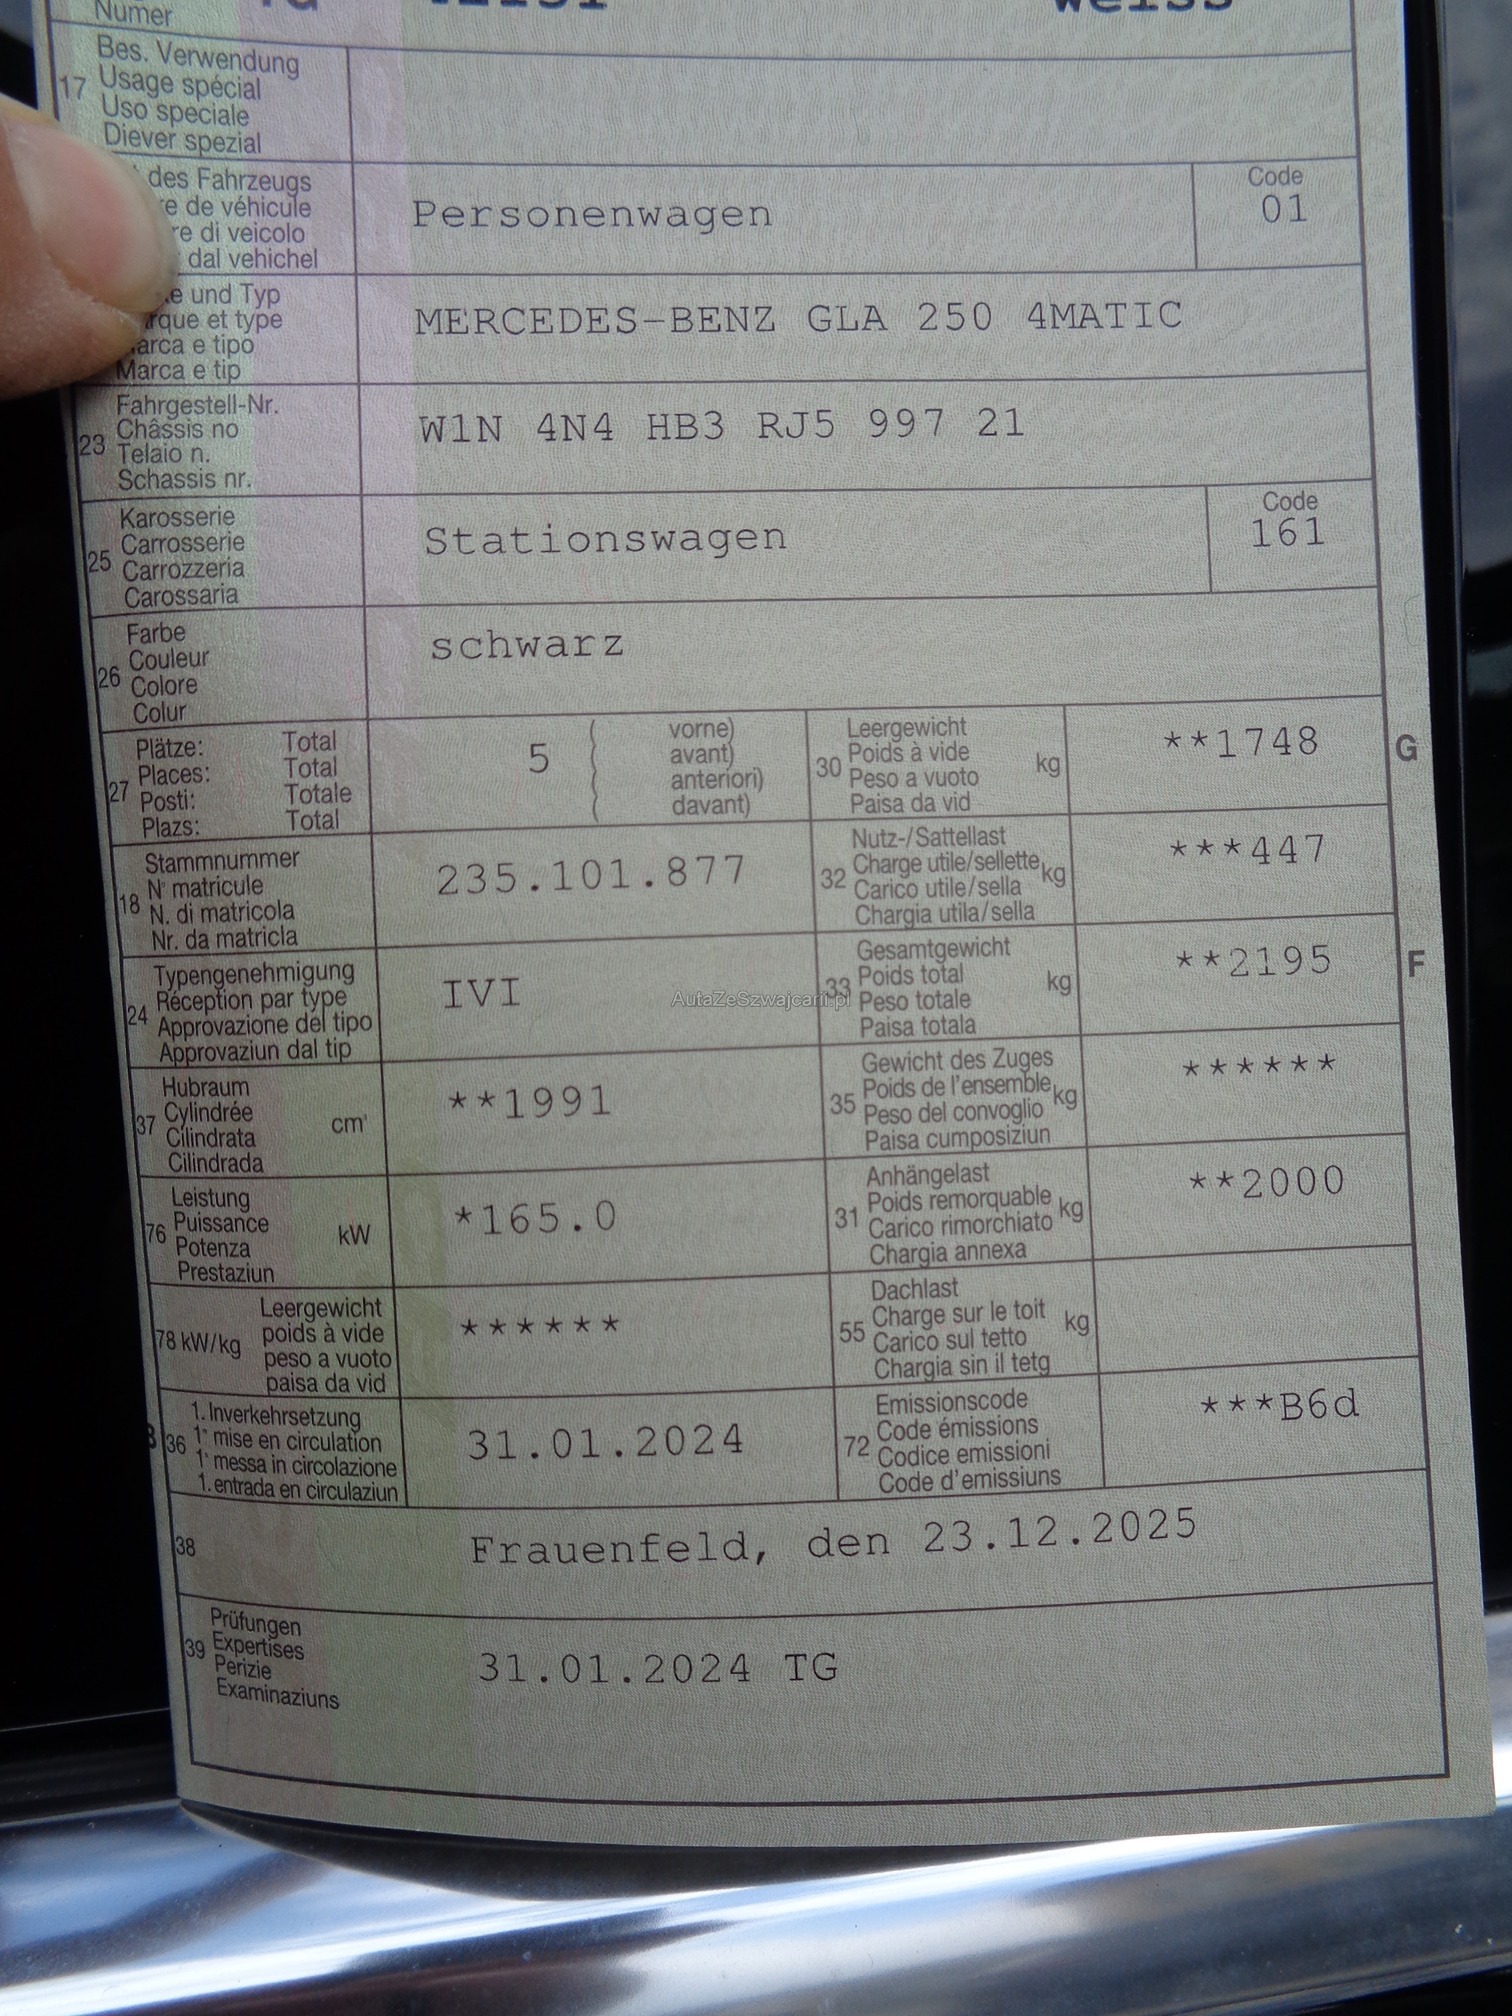 Numer
weiss
17
Bes. Verwendung
Usage spécial
Uso speciale
Diever spezial
des Fahrzeugs
de véhicule
di veicolo
dal vehichel
Personenwagen
Code
01
und Typ
et type
e tipo
Marca e tip
MERCEDES-BENZ GLA 250 4MATIC
23
Fahrgestell-Nr.
Châssis no
Telaio n.
Schassis nr.
W1N 4N4 HB3 RJ5 997 21
25
Karosserie
Carrosserie
Carrozzeria
Carossaria
Stationswagen
Code
161
26
Farbe
Couleur
Colore
Colur
schwarz
27
Plätze: Total
Places: Total
Posti: Totale
Plazs: Total
5
vorne)
avant)
anteriori)
davant)
30
Leergewicht
Poids à vide
Peso a vuoto
Paisa da vid
kg
**1748
G
18
Stammnummer
N° matricule
N. di matricola
Nr. da matricla
235.101.877
32
Nutz-/Sattellast
Charge utile/sellette
Carico utile/sella
Chargia utila/sella
kg
***447
24
Typengenehmigung
Réception par type
Approvazione del tipo
Approvaziun dal tip
IVI
33
Gesamtgewicht
Poids total
Peso totale
Paisa totala
kg
**2195
F
AutaZeSzwajcarii.pl
37
Hubraum
Cylindrée
Cilindrata
Cilindrada
cm³
**1991
35
Gewicht des Zuges
Poids de l'ensemble
Peso del convoglio
Paisa cumposiziun
kg
******
76
Leistung
Puissance
Potenza
Prestaziun
kW
*165.0
31
Anhängelast
Poids remorquable
Carico rimorchiato
Chargia annexa
kg
**2000
78 kW/kg
Leergewicht
poids à vide
peso a vuoto
paisa da vid
******
55
Dachlast
Charge sur le toit
Carico sul tetto
Chargia sin il tetg
kg
B
36
1. Inverkehrsetzung
1ʳᵉ mise en circulation
1ª messa in circolazione
1. entrada en circulaziun
31.01.2024
72
Emissionscode
Code émissions
Codice emissioni
Code d'emissiuns
***B6d
38
Frauenfeld, den 23.12.2025
39
Prüfungen
Expertises
Perizie
Examinaziuns
31.01.2024 TG